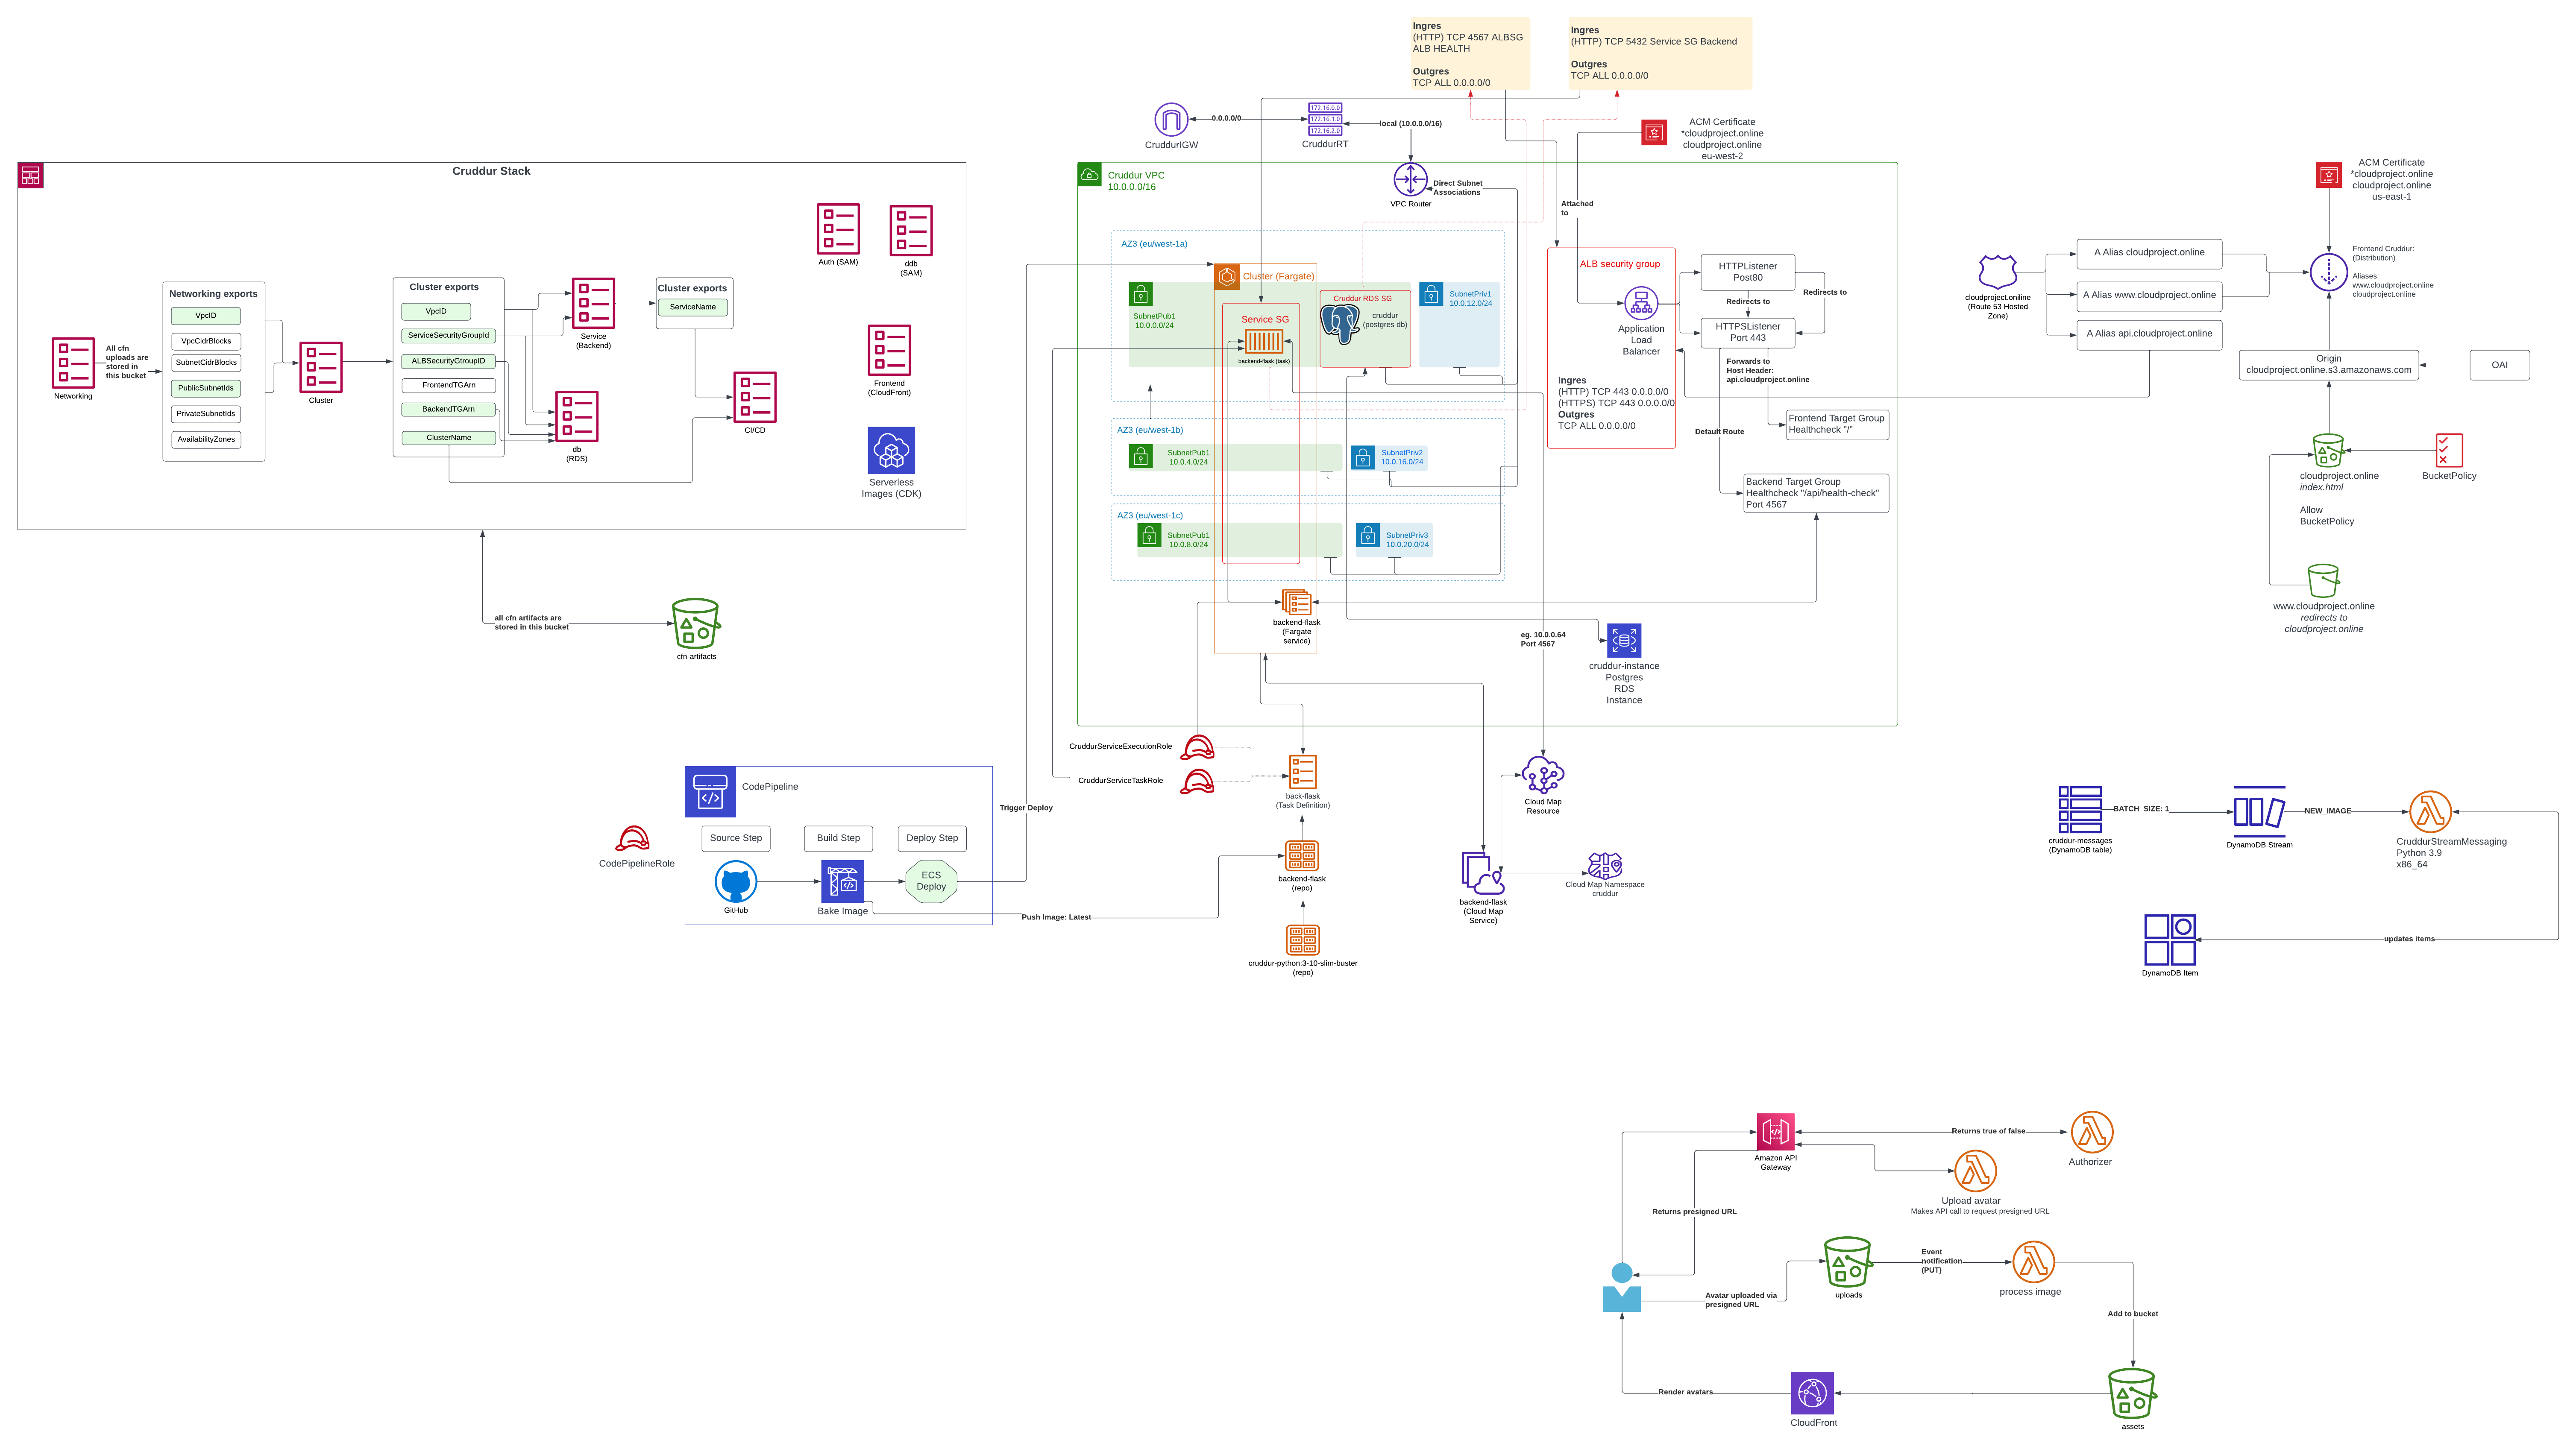 Ingres
(HTTP) TCP 4567 ALBSG
ALB HEALTH
Outgres
TCP ALL 0.0.0.0/0
Ingres
(HTTP) TCP 5432 Service SG Backend
Outgres
TCP ALL 0.0.0.0/0
CruddurIGW
0.0.0.0/0
172.16.0.0
172.16.1.0
172.16.2.0
CruddurRT
local (10.0.0.0/16)
ACM Certificate
*cloudproject.online
cloudproject.online
eu-west-2
ACM Certificate
*cloudproject.online
cloudproject.online
us-east-1
Cruddur Stack
Auth (SAM)
ddb
(SAM)
Networking
All cfn
uploads are
stored in
this bucket
Networking exports
VpcID
VpcCidrBlocks
SubnetCidrBlocks
PublicSubnetIds
PrivateSubnetIds
AvailabilityZones
Cluster
Cluster exports
VpcID
ServiceSecurityGroupId
ALBSecurityGtroupID
FrontendTGArn
BackendTGArn
ClusterName
Service
(Backend)
db
(RDS)
Cluster exports
ServiceName
CI/CD
Frontend
(CloudFront)
Serverless
Images (CDK)
all cfn artifacts are
stored in this bucket
cfn-artifacts
Cruddur VPC
10.0.0.0/16
VPC Router
Direct Subnet
Associations
Attached
to
AZ3 (eu/west-1a)
Cluster (Fargate)
SubnetPub1
10.0.0.0/24
Service SG
backend-flask (task)
Cruddur RDS SG
cruddur
(postgres db)
SubnetPriv1
10.0.12.0/24
AZ3 (eu/west-1b)
SubnetPub1
10.0.4.0/24
SubnetPriv2
10.0.16.0/24
AZ3 (eu/west-1c)
SubnetPub1
10.0.8.0/24
SubnetPriv3
10.0.20.0/24
backend-flask
(Fargate
service)
ALB security group
Application
Load
Balancer
Ingres
(HTTP) TCP 443 0.0.0.0/0
(HTTPS) TCP 443 0.0.0.0/0
Outgres
TCP ALL 0.0.0.0/0
HTTPListener
Post80
Redirects to
Redirects to
HTTPSListener
Port 443
Forwards to
Host Header:
api.cloudproject.online
Default Route
Frontend Target Group
Healthcheck "/"
Backend Target Group
Healthcheck "/api/health-check"
Port 4567
eg. 10.0.0.64
Port 4567
cruddur-instance
Postgres
RDS
Instance
cloudproject.oniline
(Route 53 Hosted
Zone)
A Alias cloudproject.online
A Alias www.cloudproject.online
A Alias api.cloudproject.online
Frontend Cruddur:
(Distribution)
Aliases:
www.cloudproject.online
cloudproject.online
Origin
cloudproject.online.s3.amazonaws.com
OAI
cloudproject.online
index.html
Allow
BucketPolicy
BucketPolicy
www.cloudproject.online
redirects to
cloudproject.online
CruddurServiceExecutionRole
CruddurServiceTaskRole
back-flask
(Task Definition)
backend-flask
(repo)
cruddur-python:3-10-slim-buster
(repo)
Cloud Map
Resource
backend-flask
(Cloud Map
Service)
Cloud Map Namespace
cruddur
CodePipelineRole
CodePipeline
Source Step
Build Step
Deploy Step
GitHub
Bake Image
ECS
Deploy
Trigger Deploy
Push Image: Latest
cruddur-messages
(DynamoDB table)
BATCH_SIZE: 1
DynamoDB Stream
NEW_IMAGE
CruddurStreamMessaging
Python 3.9
x86_64
updates items
DynamoDB Item
Amazon API
Gateway
Returns true of false
Authorizer
Upload avatar
Makes API call to request presigned URL
Returns presigned URL
Avatar uploaded via
presigned URL
uploads
Event
notification
(PUT)
process image
Add to bucket
assets
CloudFront
Render avatars